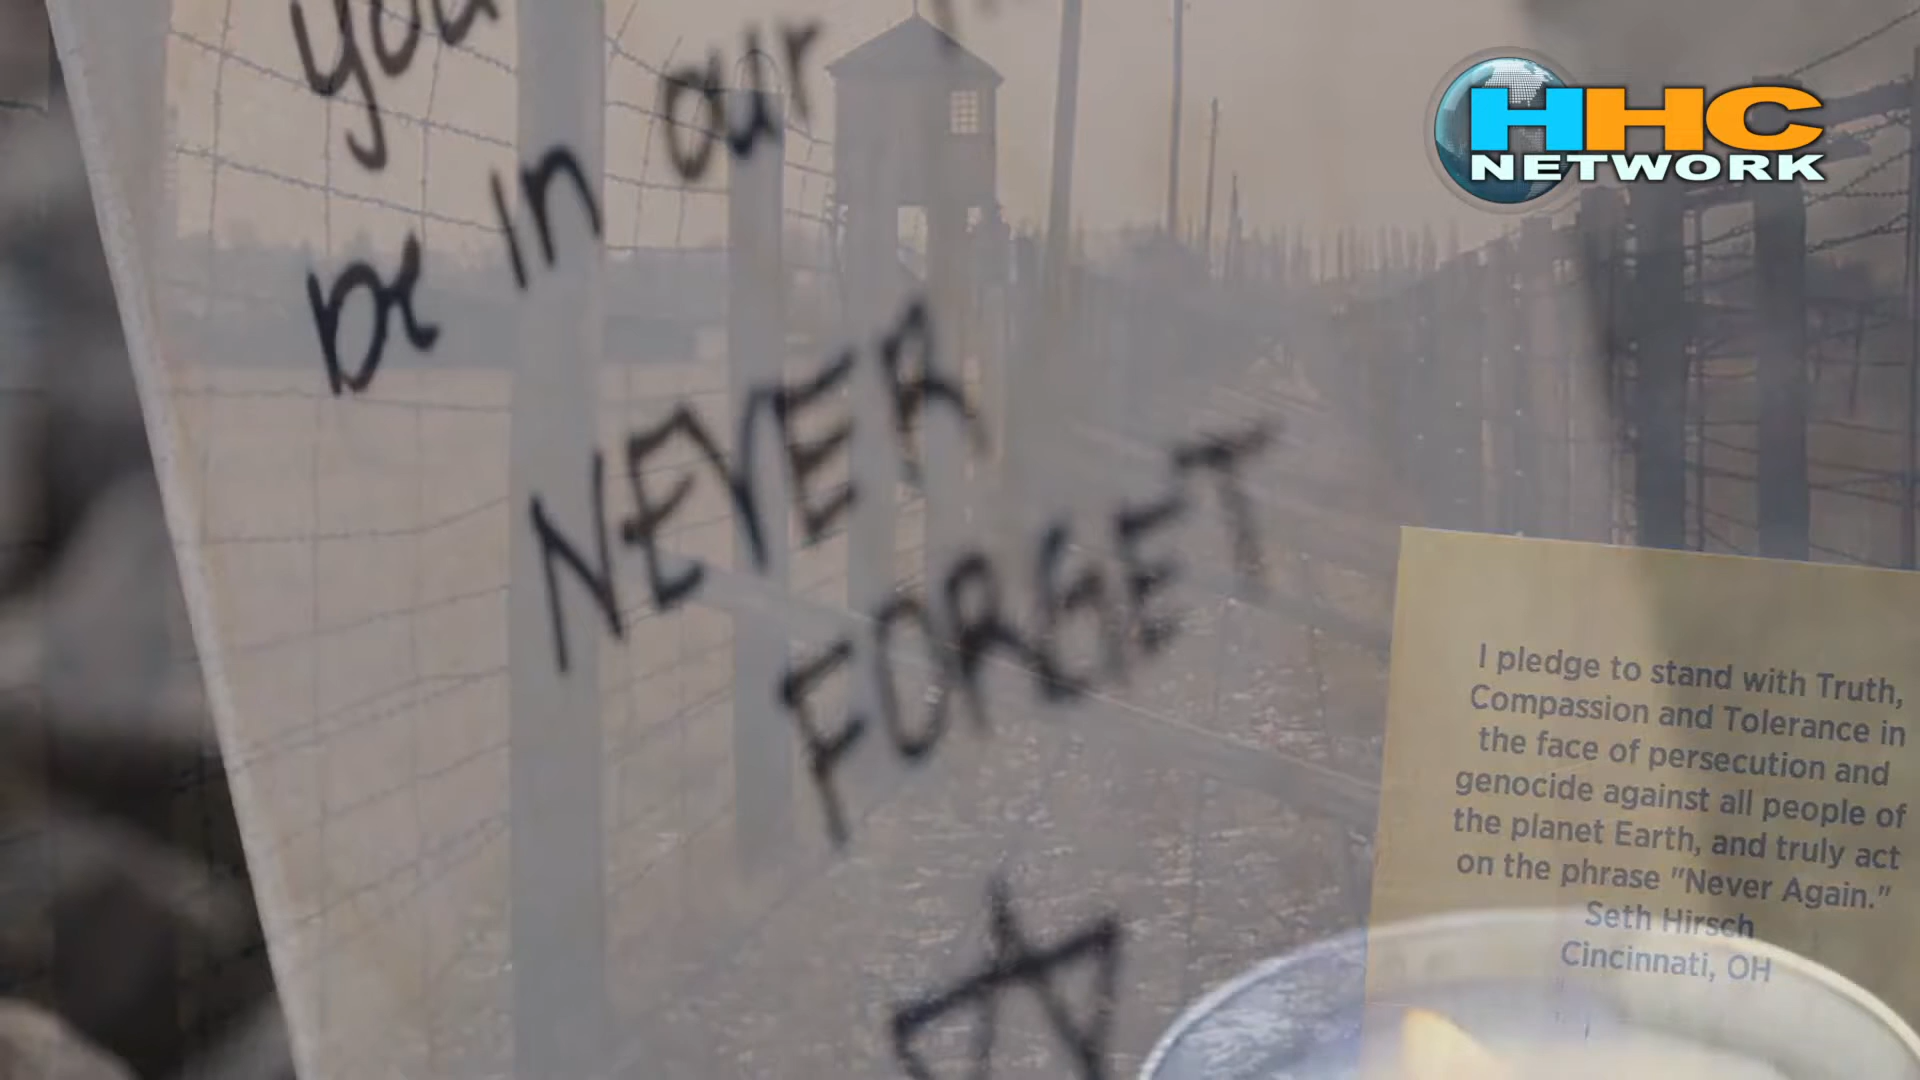 you
be in our
NEVER
FORGET
HHC
NETWORK
I pledge to stand with Truth,
Compassion and Tolerance in
the face of persecution and
genocide against all people of
the planet Earth, and truly act
on the phrase "Never Again."
Seth Hirsch
Cincinnati, OH